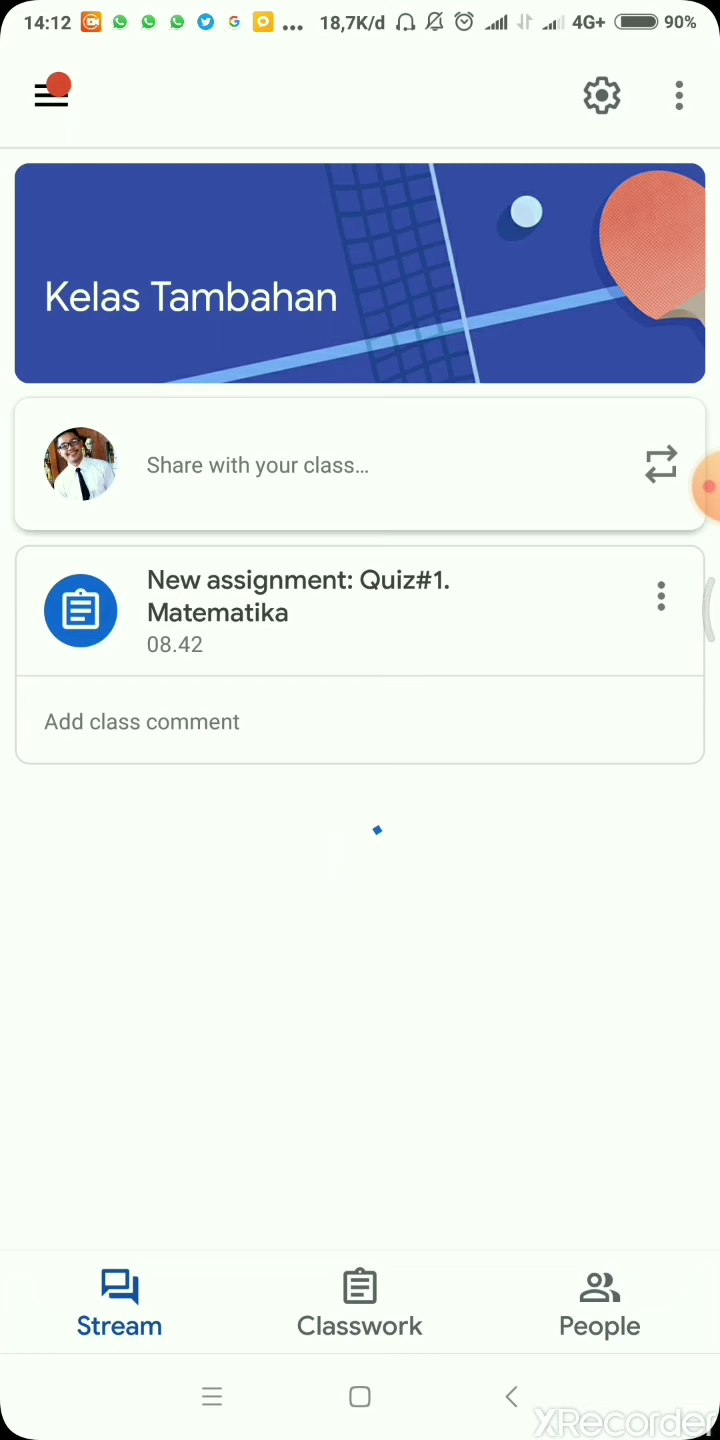 14:12 ... 18,7K/d 4G+ 90%
Kelas Tambahan
Share with your class...
New assignment: Quiz#1.
Matematika
08.42
Add class comment
Stream Classwork People
XRecorder